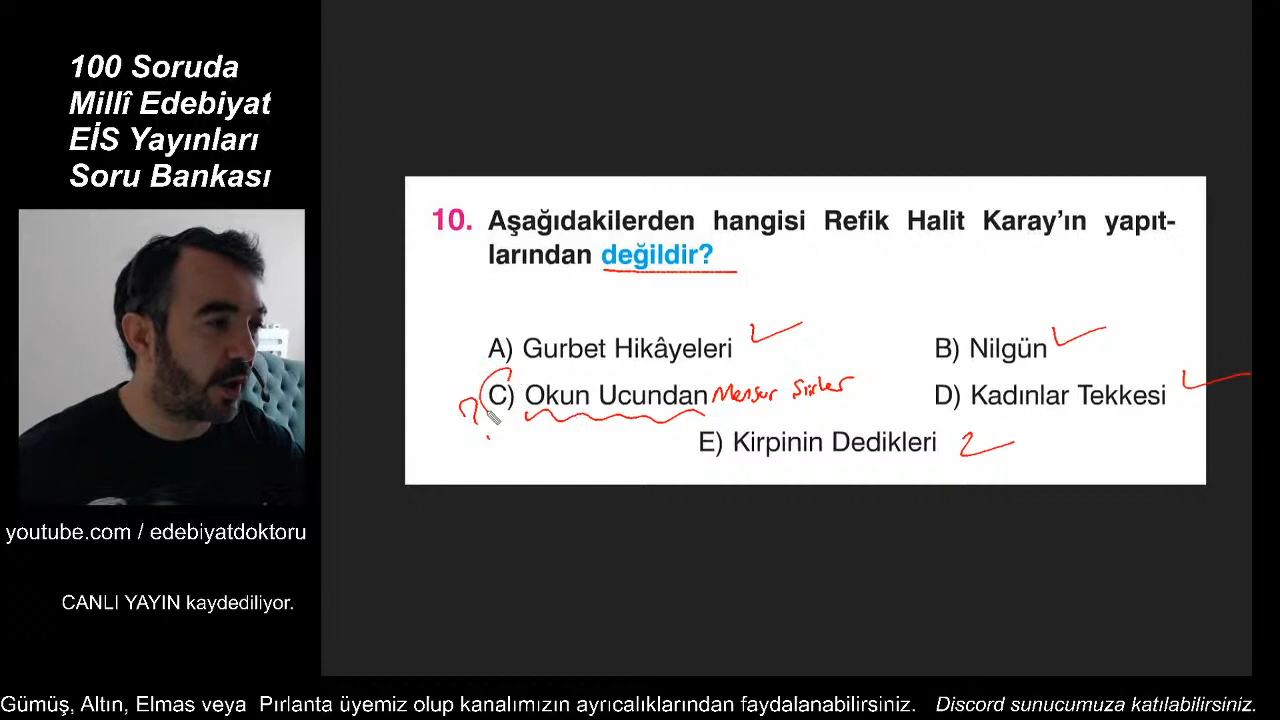 100 Soruda
Millî Edebiyat
EİS Yayınları
Soru Bankası
youtube.com / edebiyatdoktoru
CANLI YAYIN kaydediliyor.
10. Aşağıdakilerden hangisi Refik Halit Karay'ın yapıt-
larından değildir?
A) Gurbet Hikâyeleri
B) Nilgün
C) Okun Ucundan Mensur Şiirler
D) Kadınlar Tekkesi
E) Kirpinin Dedikleri
?
Gümüş, Altın, Elmas veya Pırlanta üyemiz olup kanalımızın ayrıcalıklarından faydalanabilirsiniz. Discord sunucumuza katılabilirsiniz.